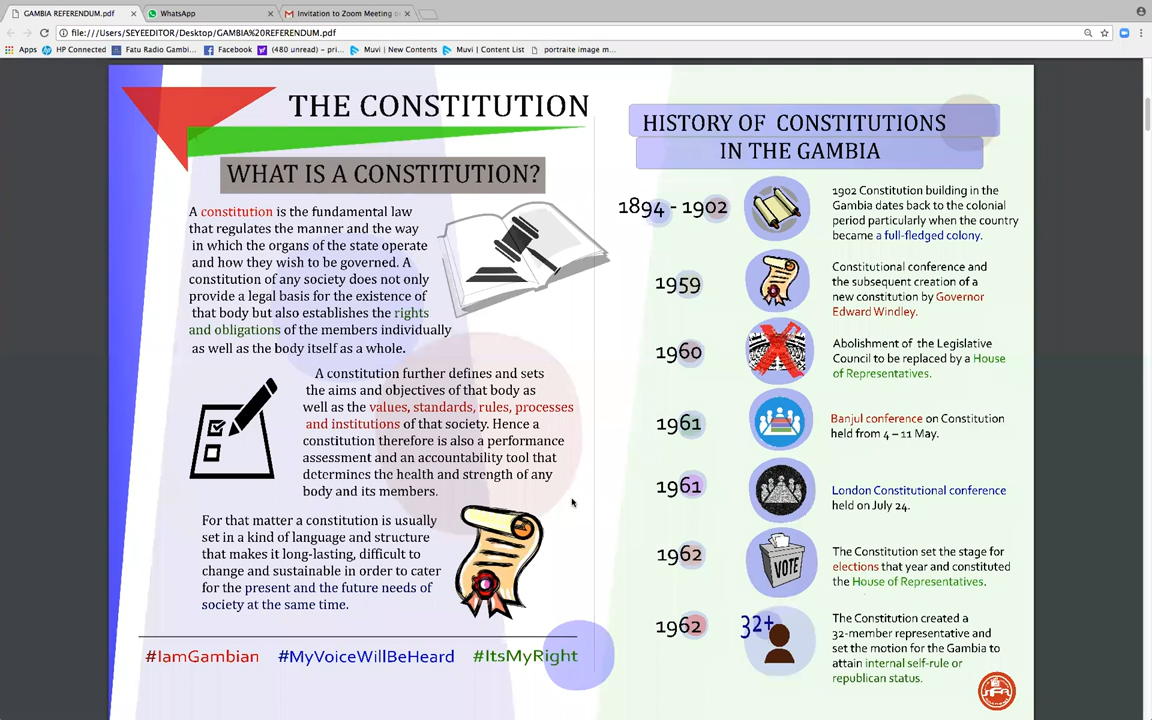 GAMBIA REFERENDUM.pdf
WhatsApp
Invitation to Zoom Meeting
file:///Users/SEYEEDITOR/Desktop/GAMBIA%20REFERENDUM.pdf
Apps HP Connected Fatu Radio Gambi... Facebook (480 unread) - pri... Muvi | New Contents Muvi | Content List portraite image m...
THE CONSTITUTION
WHAT IS A CONSTITUTION?
A constitution is the fundamental law
that regulates the manner and the way
in which the organs of the state operate
and how they wish to be governed. A
constitution of any society does not only
provide a legal basis for the existence of
that body but also establishes the rights
and obligations of the members individually
as well as the body itself as a whole.
A constitution further defines and sets
the aims and objectives of that body as
well as the values, standards, rules, processes
and institutions of that society. Hence a
constitution therefore is also a performance
assessment and an accountability tool that
determines the health and strength of any
body and its members.
For that matter a constitution is usually
set in a kind of language and structure
that makes it long-lasting, difficult to
change and sustainable in order to cater
for the present and the future needs of
society at the same time.
#IamGambian #MyVoiceWillBeHeard #ItsMyRight
HISTORY OF CONSTITUTIONS
IN THE GAMBIA
1894 - 1902
1902 Constitution building in the
Gambia dates back to the colonial
period particularly when the country
became a full-fledged colony.
1959
Constitutional conference and
the subsequent creation of a
new constitution by Governor
Edward Windley.
1960
Abolishment of the Legislative
Council to be replaced by a House
of Representatives.
1961
Banjul conference on Constitution
held from 4 – 11 May.
1961
London Constitutional conference
held on July 24.
1962
VOTE
The Constitution set the stage for
elections that year and constituted
the House of Representatives.
1962
32+
The Constitution created a
32-member representative and
set the motion for the Gambia to
attain internal self-rule or
republican status.